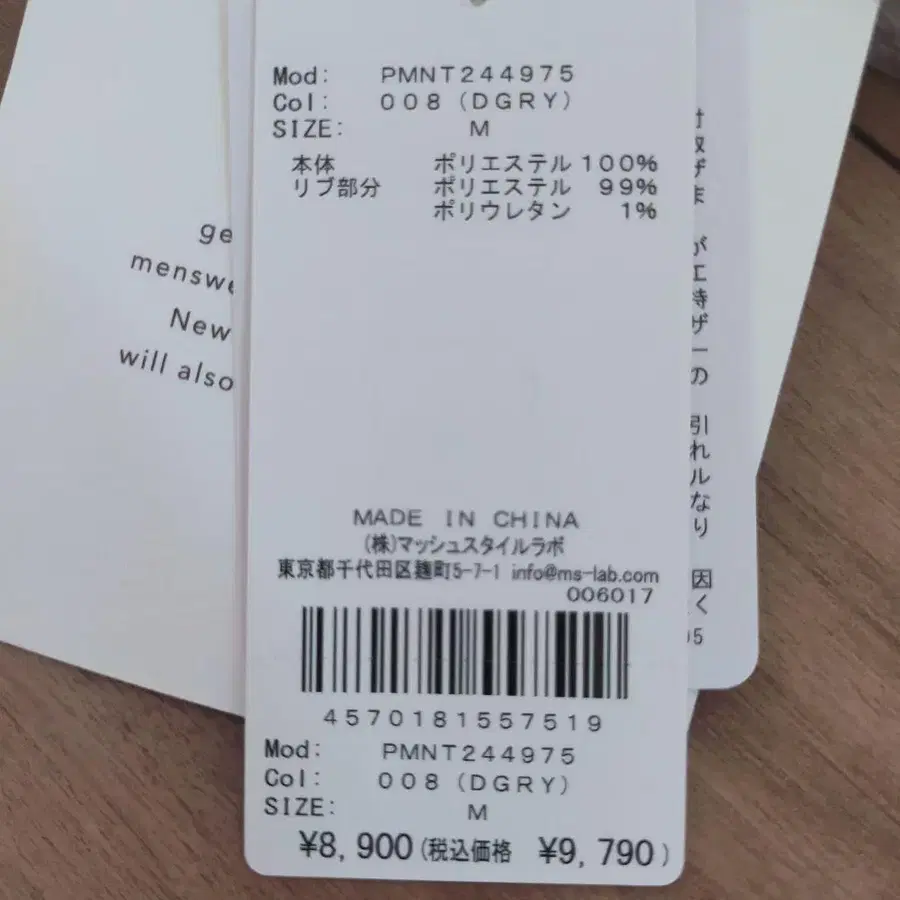 Mod: PMNT244975
Col: 008 (DGRY)
SIZE: M
本体 ポリエステル 100%
リブ部分 ポリエステル 99%
ポリウレタン 1%
MADE IN CHINA
(株)マッシュスタイルラボ
東京都千代田区麹町5-7-1 info@ms-lab.com
006017
4570181557519
Mod: PMNT244975
Col: 008 (DGRY)
SIZE: M
¥8,900(税込価格 ¥9,790)
New
will also